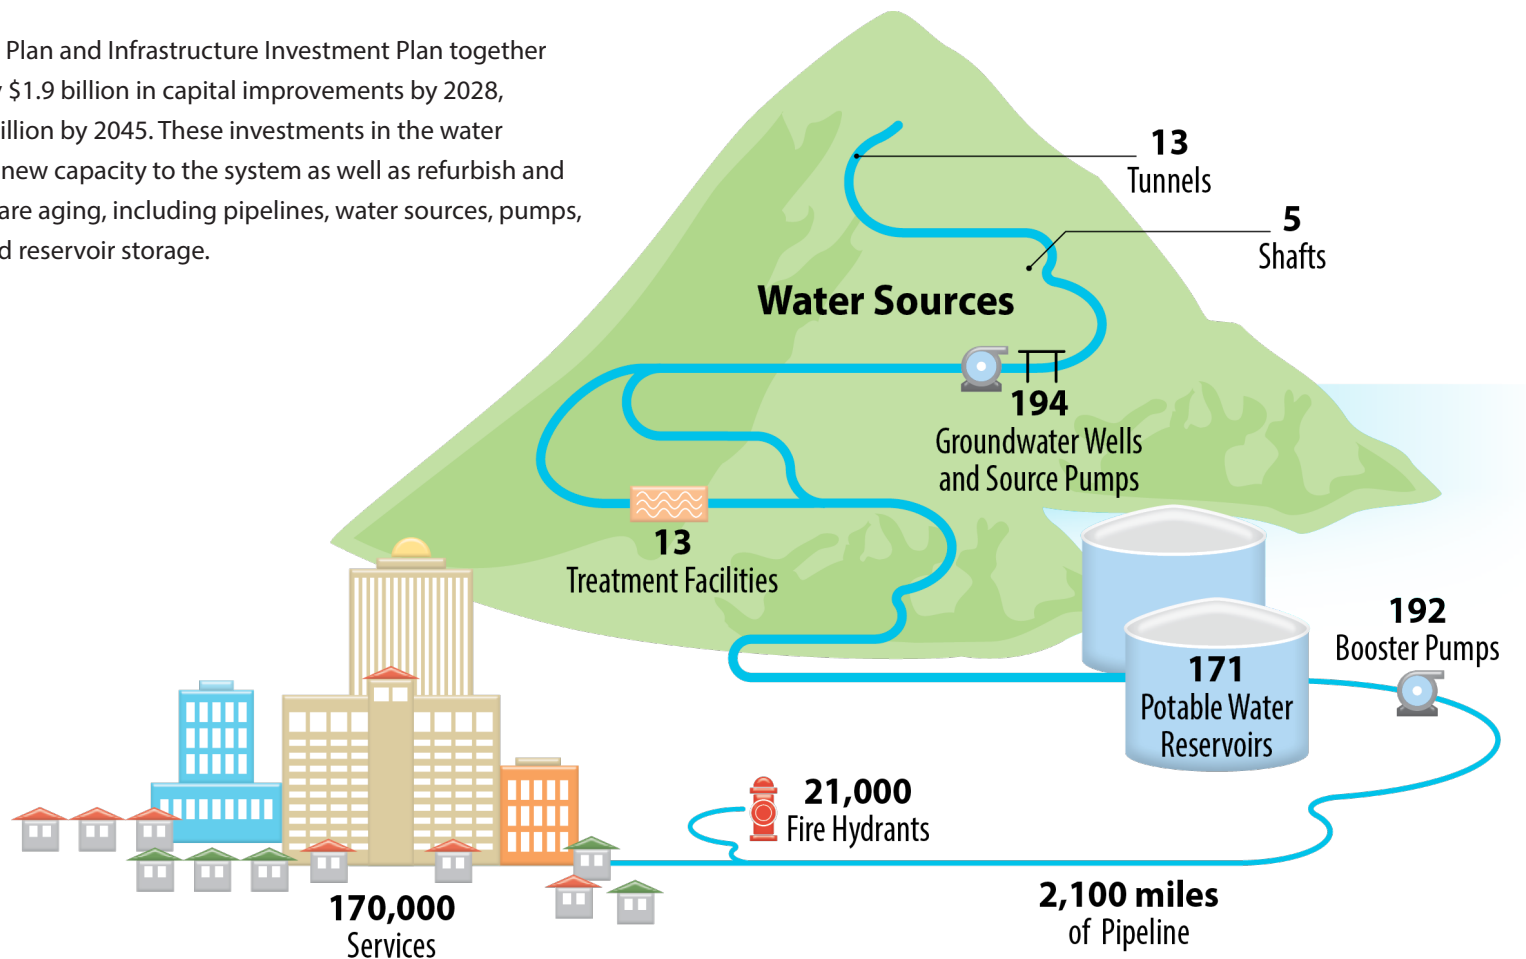 Plan and Infrastructure Investment Plan together
$1.9 billion in capital improvements by 2028,
illion by 2045. These investments in the water
new capacity to the system as well as refurbish and
are aging, including pipelines, water sources, pumps,
d reservoir storage.
13
Tunnels
5
Shafts
Water Sources
194
Groundwater Wells
and Source Pumps
13
Treatment Facilities
192
Booster Pumps
171
Potable Water
Reservoirs
21,000
Fire Hydrants
170,000
Services
2,100 miles
of Pipeline